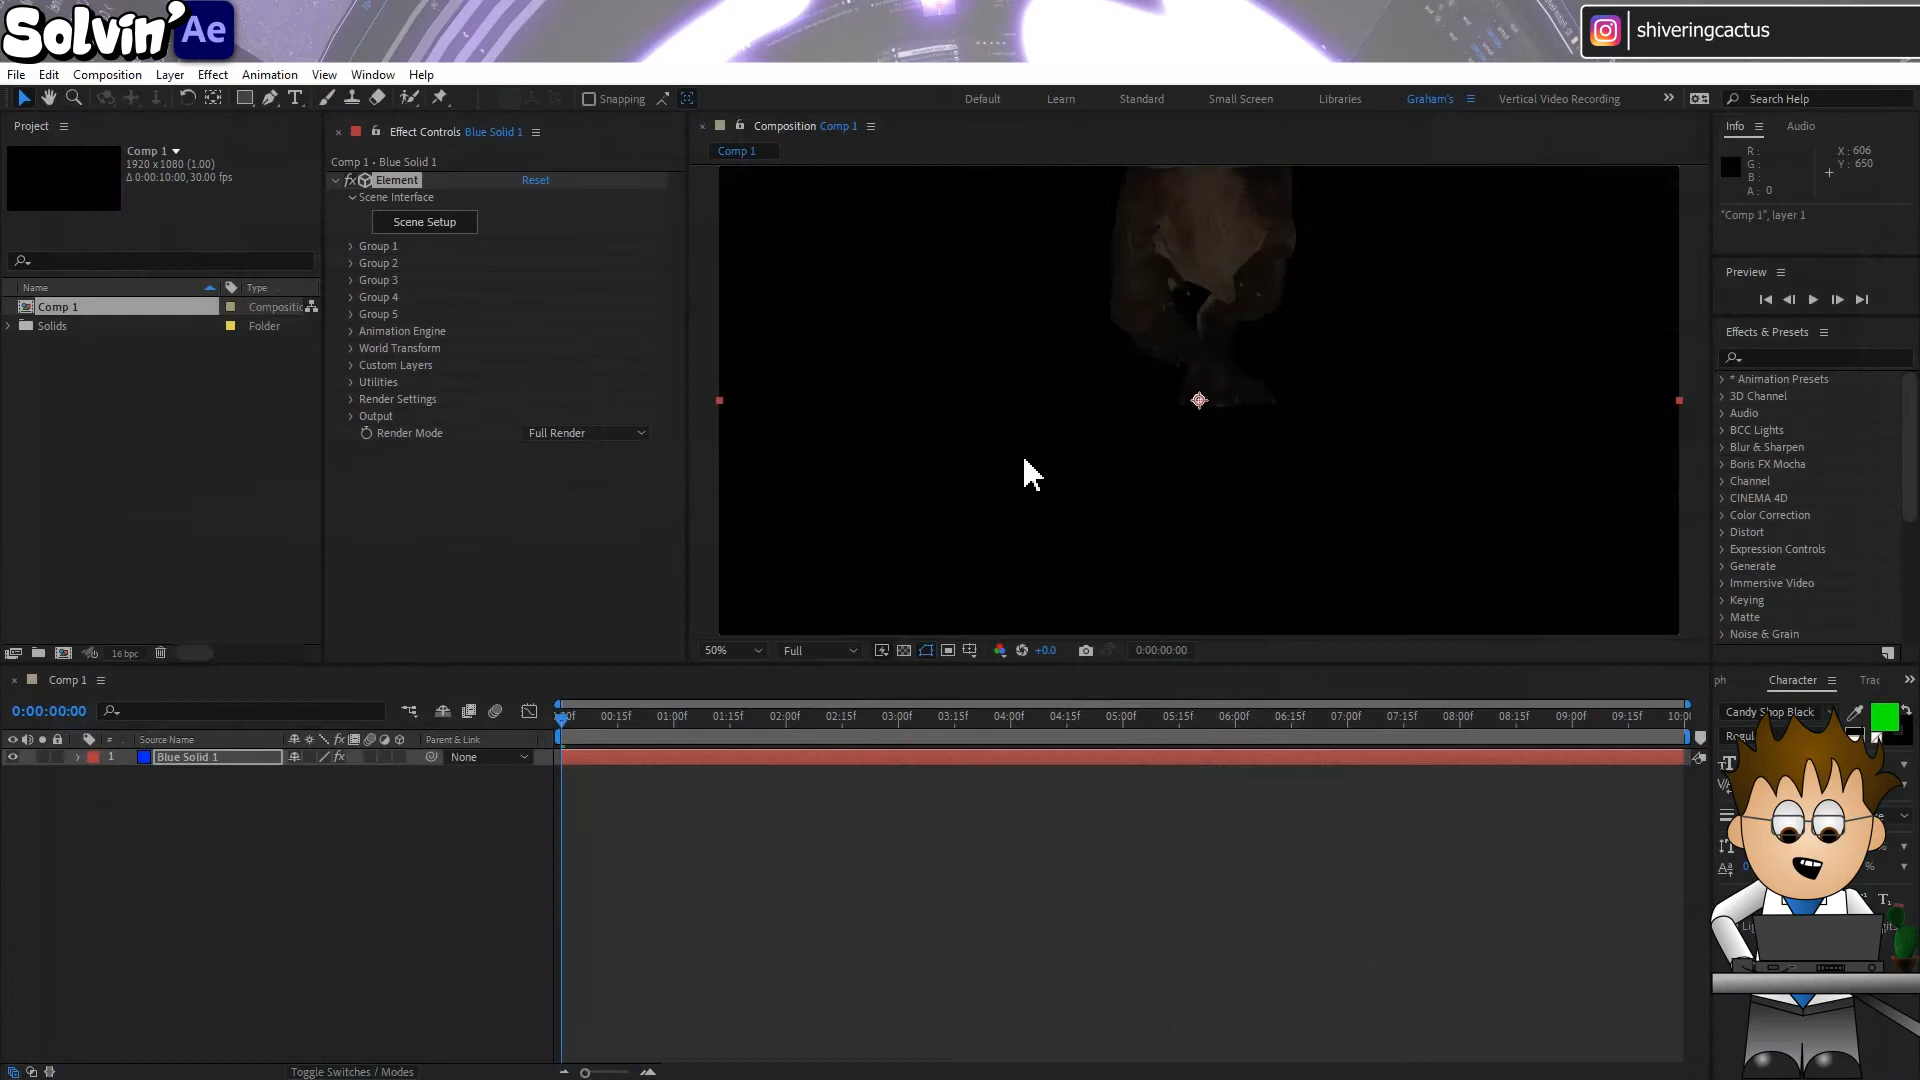 Solvin' Ae
shiveringcactus
File Edit Composition Layer Effect Animation View Window Help
Snapping
Default Learn Standard Small Screen Libraries Graham's Vertical Video Recording Search Help
Project
Comp 1
1920 x 1080 (1.00)
Δ 0:00:10:00, 30.00 fps
Name Type
Comp 1 Compositic
Solids Folder
16 bpc
Effect Controls Blue Solid 1
Comp 1 • Blue Solid 1
fx Element Reset
Scene Interface
Scene Setup
Group 1
Group 2
Group 3
Group 4
Group 5
Animation Engine
World Transform
Custom Layers
Utilities
Render Settings
Output
Render Mode Full Render
Composition Comp 1
Comp 1
50% Full +0.0 0:00:00:00
Info Audio
R: X: 606
G: Y: 650
B:
A: 0
"Comp 1", layer 1
Preview
Effects & Presets
* Animation Presets
3D Channel
Audio
BCC Lights
Blur & Sharpen
Boris FX Mocha
Channel
CINEMA 4D
Color Correction
Distort
Expression Controls
Generate
Immersive Video
Keying
Matte
Noise & Grain
Comp 1
0:00:00:00
:00f 00:15f 01:00f 01:15f 02:00f 02:15f 03:00f 03:15f 04:00f 04:15f 05:00f 05:15f 06:00f 06:15f 07:00f 07:15f 08:00f 08:15f 09:00f 09:15f 10:0
# Source Name fx Parent & Link
1 Blue Solid 1 fx None
Toggle Switches / Modes
ph Character Trac
Candy Shop Black
Regul
0 %